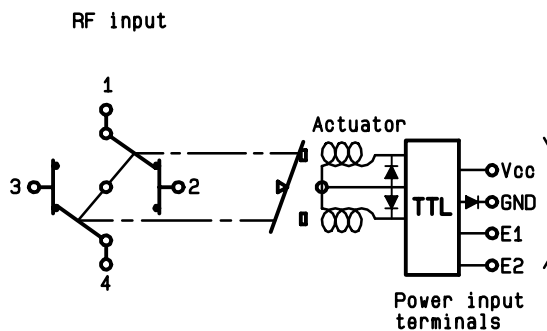 RF input
1
Actuator
3
2
TTL
Vcc
GND
E1
E2
4
Power input
terminals